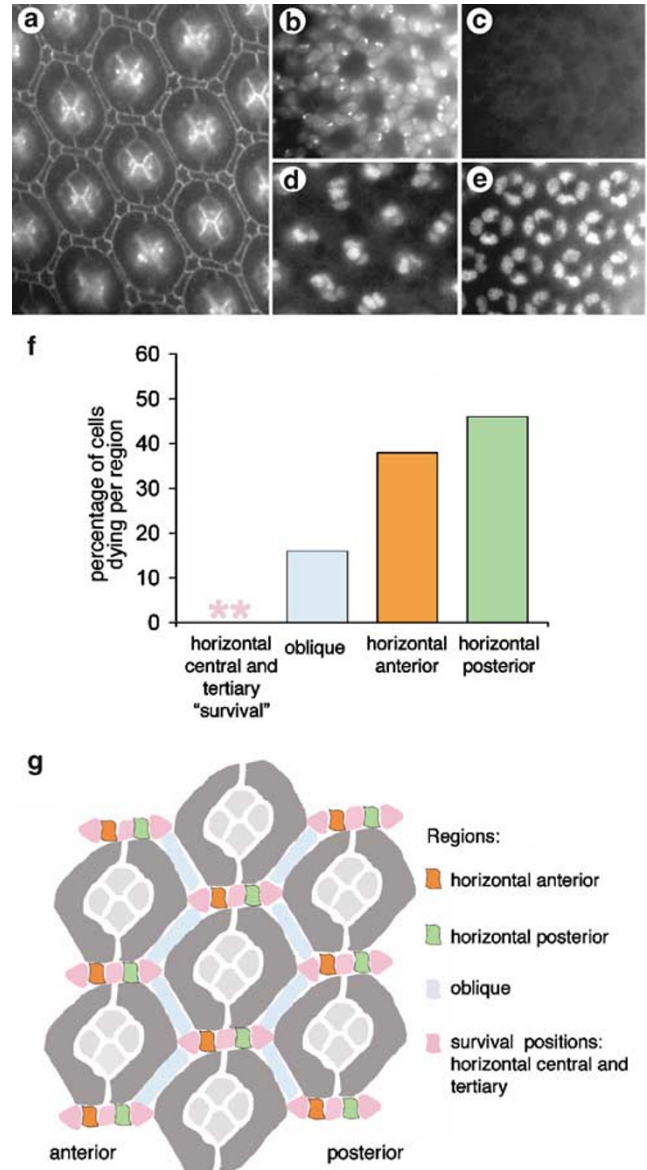 a
b
c
d
e
f
percentage of cells
dying per region
60
50
40
30
20
10
0
**
horizontal
central and
tertiary
"survival"
oblique
horizontal
anterior
horizontal
posterior
g
Regions:
horizontal anterior
horizontal posterior
oblique
survival positions:
horizontal central and
tertiary
anterior
posterior